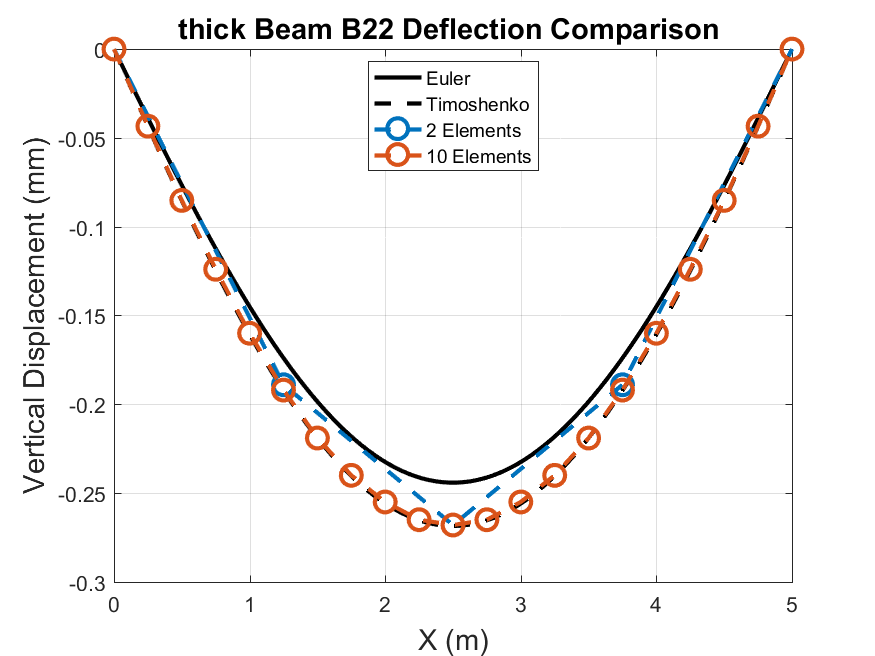 thick Beam B22 Deflection Comparison
Euler
Timoshenko
2 Elements
10 Elements
Vertical Displacement (mm)
0
-0.05
-0.1
-0.15
-0.2
-0.25
-0.3
0 1 2 3 4 5
X (m)